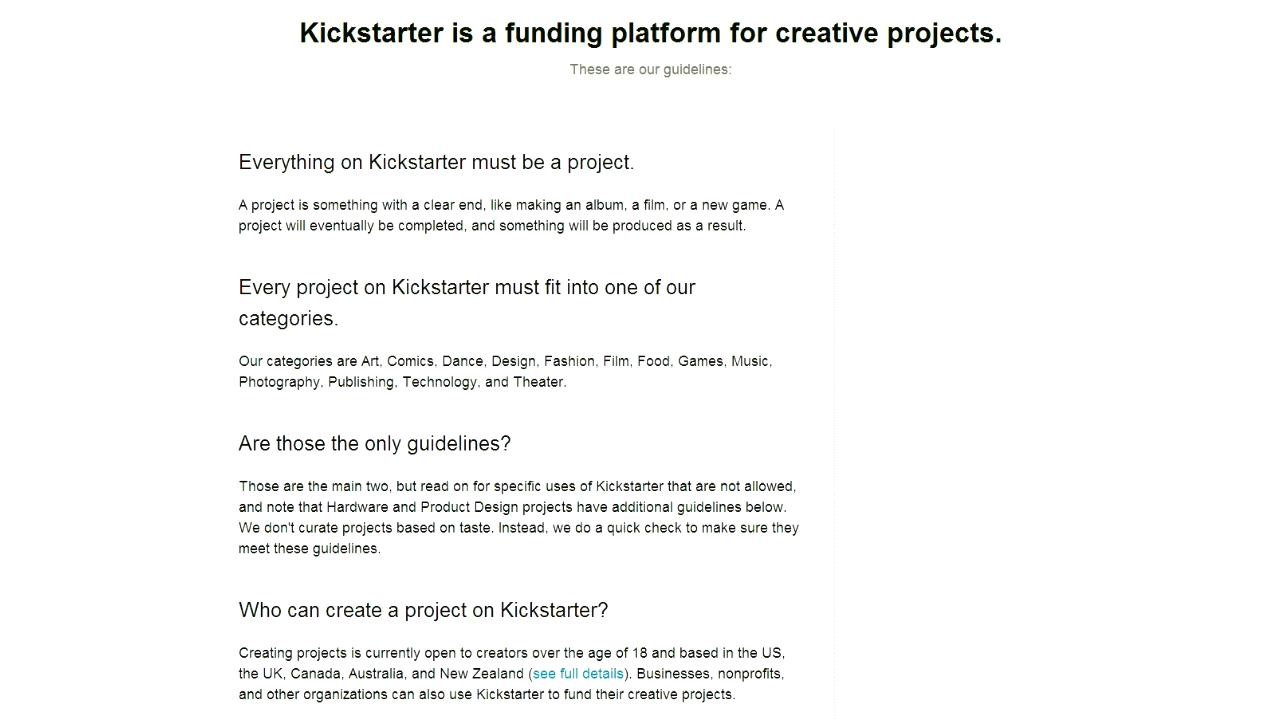 Kickstarter is a funding platform for creative projects.
These are our guidelines:
Everything on Kickstarter must be a project.
A project is something with a clear end, like making an album, a film, or a new game. A
project will eventually be completed, and something will be produced as a result.
Every project on Kickstarter must fit into one of our
categories.
Our categories are Art, Comics, Dance, Design, Fashion, Film, Food, Games, Music,
Photography, Publishing, Technology, and Theater.
Are those the only guidelines?
Those are the main two, but read on for specific uses of Kickstarter that are not allowed,
and note that Hardware and Product Design projects have additional guidelines below.
We don't curate projects based on taste. Instead, we do a quick check to make sure they
meet these guidelines.
Who can create a project on Kickstarter?
Creating projects is currently open to creators over the age of 18 and based in the US,
the UK, Canada, Australia, and New Zealand (see full details). Businesses, nonprofits,
and other organizations can also use Kickstarter to fund their creative projects.